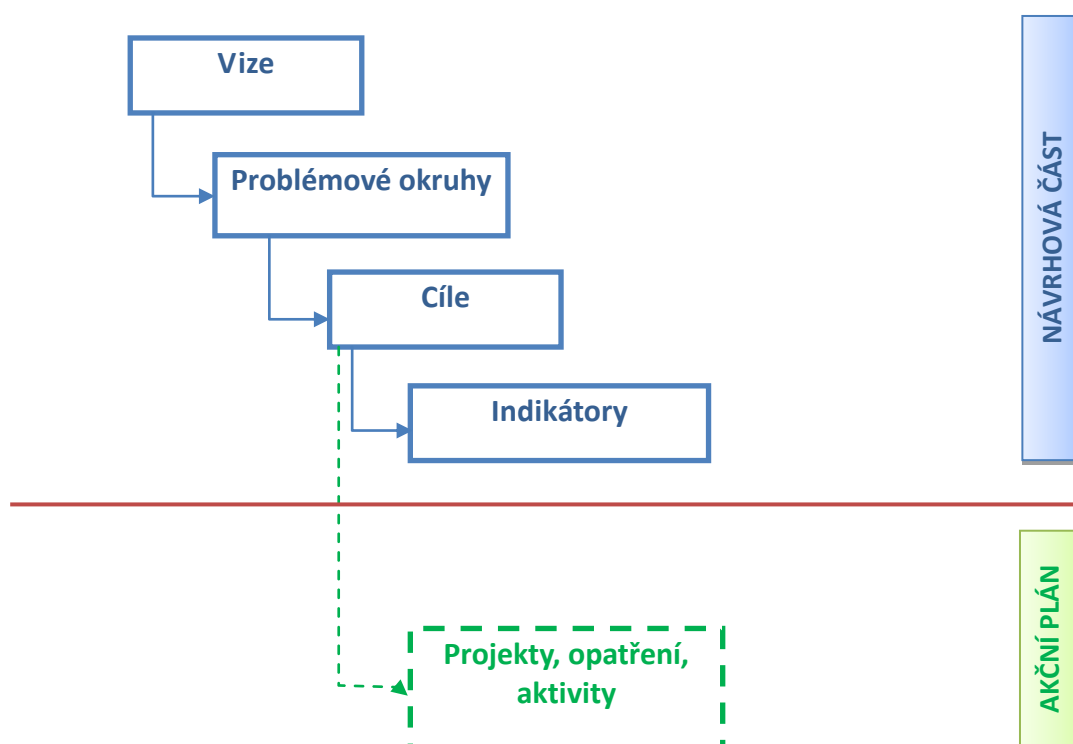 Vize
Problémové okruhy
Cíle
Indikátory
NÁVRHOVÁ ČÁST
Projekty, opatření,
aktivity
AKČNÍ PLÁN